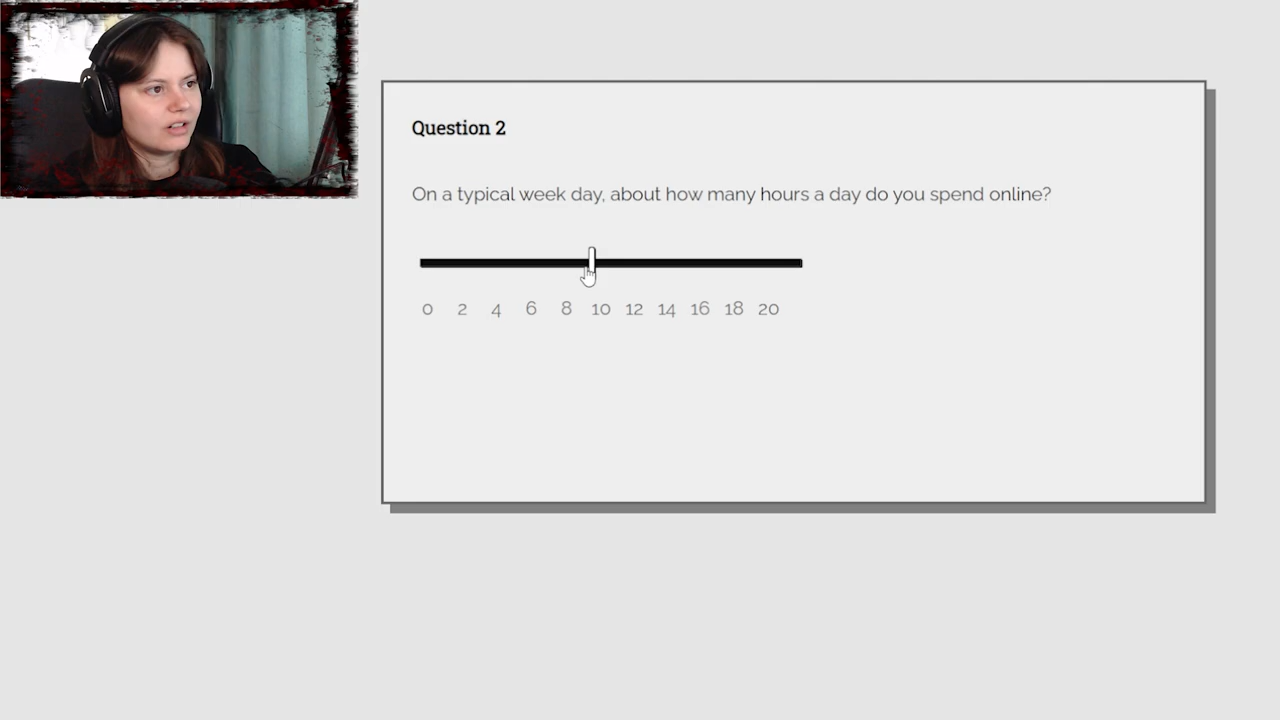 Question 2
On a typical week day, about how many hours a day do you spend online?
0 2 4 6 8 10 12 14 16 18 20